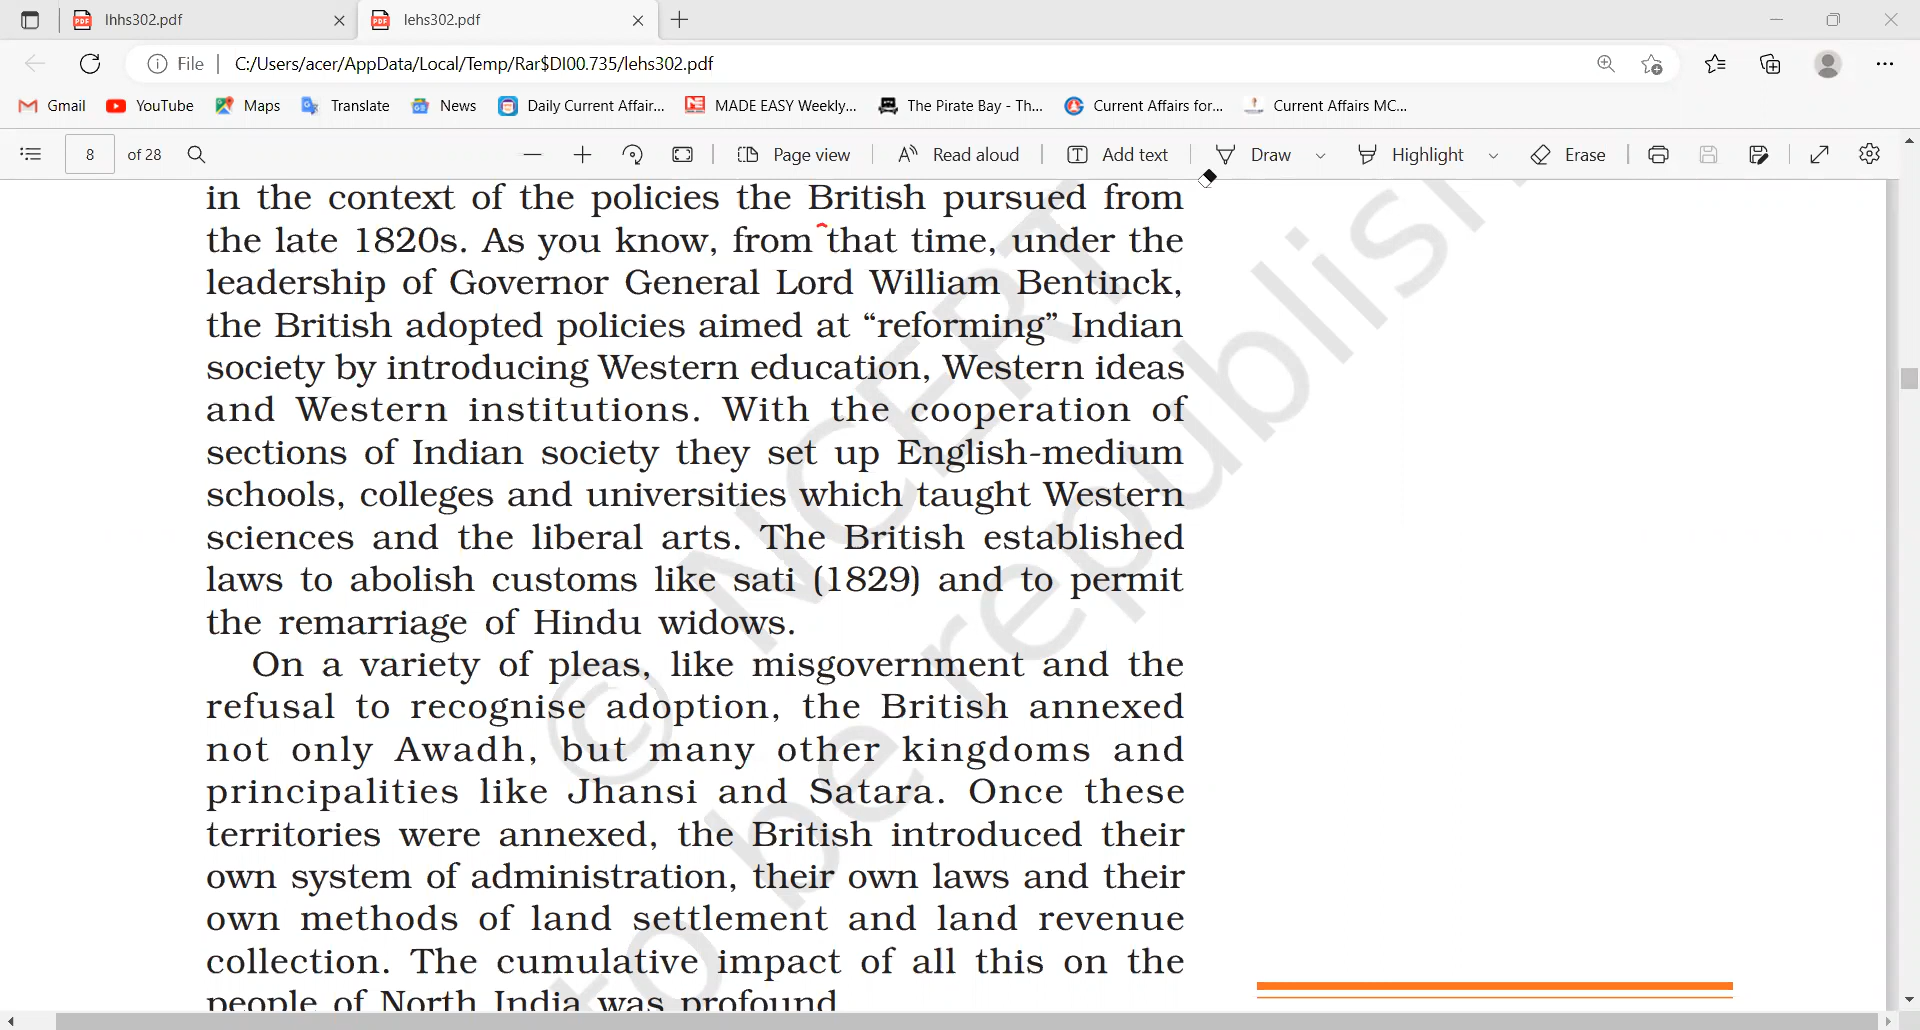 lhhs302.pdf
lehs302.pdf
File
C:/Users/acer/AppData/Local/Temp/Rar$DI00.735/lehs302.pdf
Gmail YouTube Maps Translate News Daily Current Affair... MADE EASY Weekly... The Pirate Bay - Th... Current Affairs for... Current Affairs MC...
8 of 28 Page view Read aloud Add text Draw Highlight Erase
in the context of the policies the British pursued from
the late 1820s. As you know, from that time, under the
leadership of Governor General Lord William Bentinck,
the British adopted policies aimed at “reforming” Indian
society by introducing Western education, Western ideas
and Western institutions. With the cooperation of
sections of Indian society they set up English-medium
schools, colleges and universities which taught Western
sciences and the liberal arts. The British established
laws to abolish customs like sati (1829) and to permit
the remarriage of Hindu widows.
On a variety of pleas, like misgovernment and the
refusal to recognise adoption, the British annexed
not only Awadh, but many other kingdoms and
principalities like Jhansi and Satara. Once these
territories were annexed, the British introduced their
own system of administration, their own laws and their
own methods of land settlement and land revenue
collection. The cumulative impact of all this on the
people of North India was profound
© NCERT
to be republish